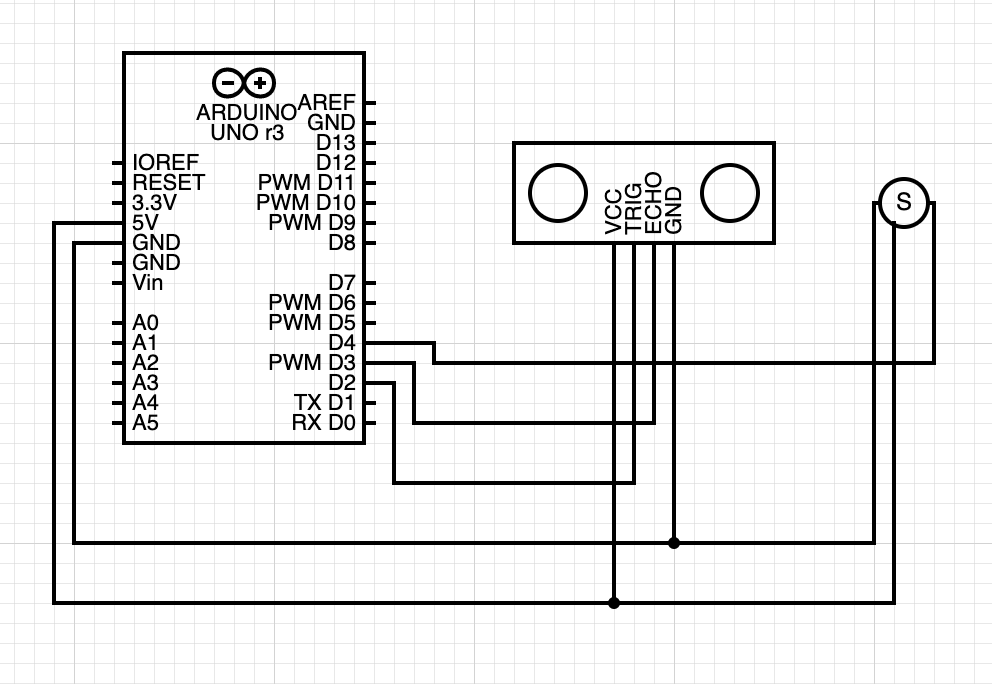 ARDUINO
UNO r3
IOREF
RESET
3.3V
5V
GND
GND
Vin
A0
A1
A2
A3
A4
A5
AREF
GND
D13
D12
PWM D11
PWM D10
PWM D9
D8
D7
PWM D6
PWM D5
D4
PWM D3
D2
TX D1
RX D0
VCC
TRIG
ECHO
GND
S